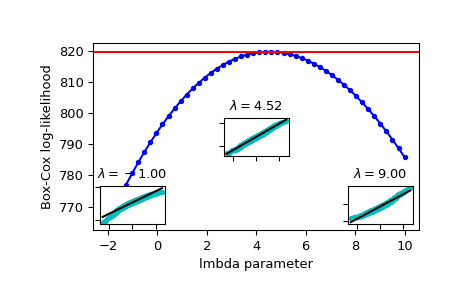 820
810
800
790
780
770
Box-Cox log-likelihood
λ = 4.52
λ = − 1.00
λ = 9.00
−2 0 2 4 6 8 10
lmbda parameter